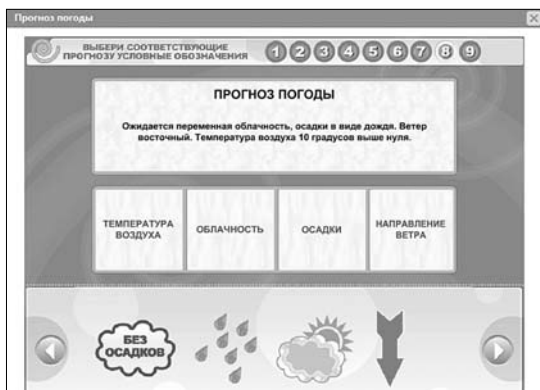 Прогноз погоды
ВЫБЕРИ СООТВЕТСТВУЮЩИЕ
ПРОГНОЗУ УСЛОВНЫЕ ОБОЗНАЧЕНИЯ
1 2 3 4 5 6 7 8 9
ПРОГНОЗ ПОГОДЫ
Ожидается переменная облачность, осадки в виде дождя. Ветер
восточный. Температура воздуха 10 градусов выше нуля.
ТЕМПЕРАТУРА
ВОЗДУХА
ОБЛАЧНОСТЬ
ОСАДКИ
НАПРАВЛЕНИЕ
ВЕТРА
БЕЗ
ОСАДКОВ